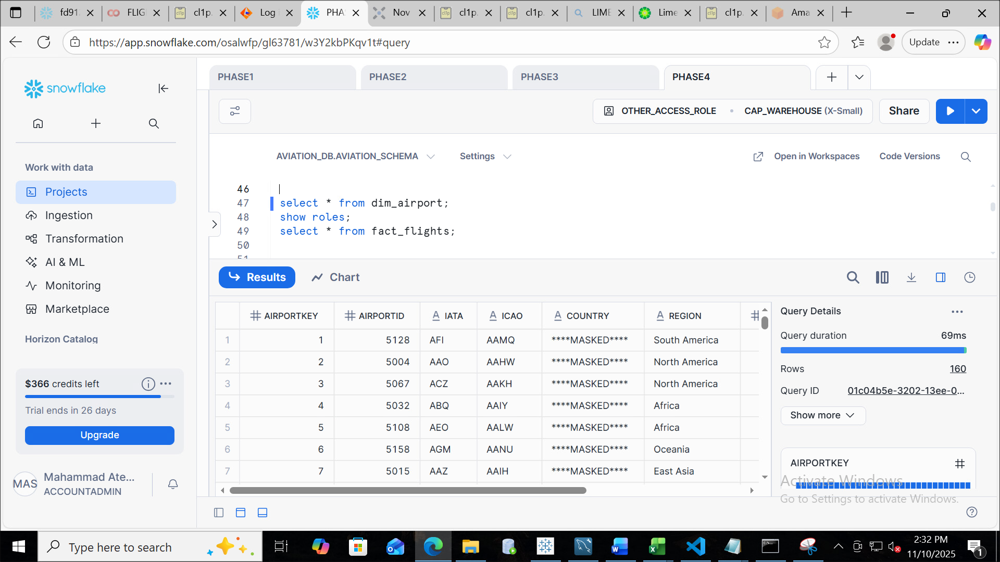 fd91
FLIG
cl1p.
Log
PHA
Nov
cl1p.
cl1p.
LIME
Lime
cl1p.
Ama
https://app.snowflake.com/osalwfp/gl63781/w3Y2kbPKqv1t#query
Update
snowflake
PHASE1
PHASE2
PHASE3
PHASE4
OTHER_ACCESS_ROLE
CAP_WAREHOUSE (X-Small)
Share
AVIATION_DB.AVIATION_SCHEMA
Settings
Open in Workspaces
Code Versions
Work with data
Projects
Ingestion
Transformation
AI & ML
Monitoring
Marketplace
Horizon Catalog
$366 credits left
Trial ends in 26 days
Upgrade
MAS
Mahammad Ate...
ACCOUNTADMIN
46
47 select * from dim_airport;
48 show roles;
49 select * from fact_flights;
50
51
Results
Chart
AIRPORTKEY AIRPORTID IATA ICAO COUNTRY REGION
1 1 5128 AFI AAMQ ****MASKED**** South America
2 2 5004 AAO AAHW ****MASKED**** North America
3 3 5067 ACZ AAKH ****MASKED**** North America
4 4 5032 ABQ AAIY ****MASKED**** Africa
5 5 5108 AEO AALW ****MASKED**** Africa
6 6 5158 AGM AANU ****MASKED**** Oceania
7 7 5015 AAZ AAIH ****MASKED**** East Asia
Query Details
Query duration 69ms
Rows 160
Query ID 01c04b5e-3202-13ee-0...
Show more
AIRPORTKEY
Activate Windows
Go to Settings to activate Windows.
Type here to search
2:32 PM
11/10/2025
1